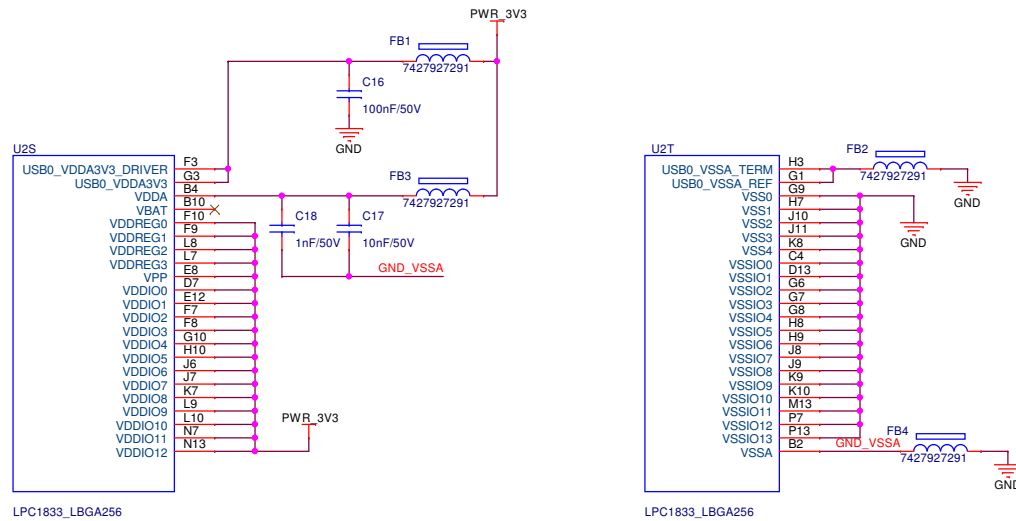 PWR_3V3
FB1
7427927291
C16
100nF/50V
GND
U2S
USB0_VDDA3V3_DRIVER F3
USB0_VDDA3V3 G3
VDDA B4
VBAT B10
VDDREG0 F10
VDDREG1 F9
VDDREG2 L8
VDDREG3 L7
VPP E8
VDDIO0 D7
VDDIO1 E12
VDDIO2 F7
VDDIO3 F8
VDDIO4 G10
VDDIO5 H10
VDDIO6 J6
VDDIO7 J7
VDDIO8 K7
VDDIO9 L9
VDDIO10 L10
VDDIO11 N7
VDDIO12 N13
FB3
7427927291
C18
1nF/50V
C17
10nF/50V
GND_VSSA
PWR_3V3
LPC1833_LBGA256
U2T
USB0_VSSA_TERM H3
USB0_VSSA_REF G1
VSS0 G9
VSS1 H7
VSS2 J10
VSS3 J11
VSS4 K8
VSSIO0 C4
VSSIO1 D13
VSSIO2 G6
VSSIO3 G7
VSSIO4 G8
VSSIO5 H8
VSSIO6 H9
VSSIO7 J8
VSSIO8 J9
VSSIO9 K9
VSSIO10 K10
VSSIO11 M13
VSSIO12 P7
VSSIO13 P13
VSSA B2
FB2
7427927291
GND
GND
GND_VSSA
FB4
7427927291
GND
LPC1833_LBGA256